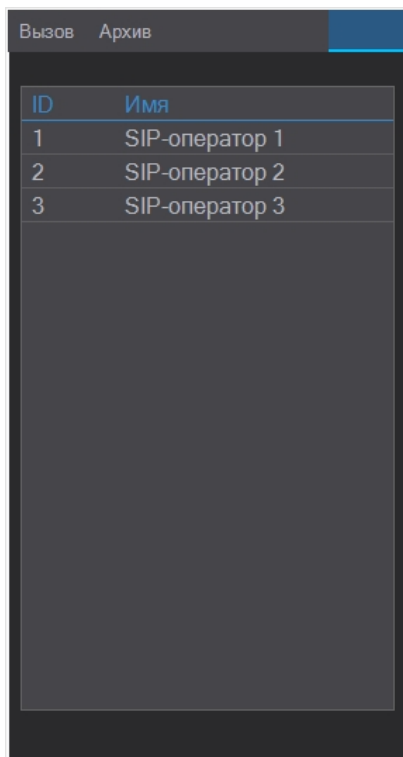 Вызов Архив
ID Имя
1 SIP-оператор 1
2 SIP-оператор 2
3 SIP-оператор 3